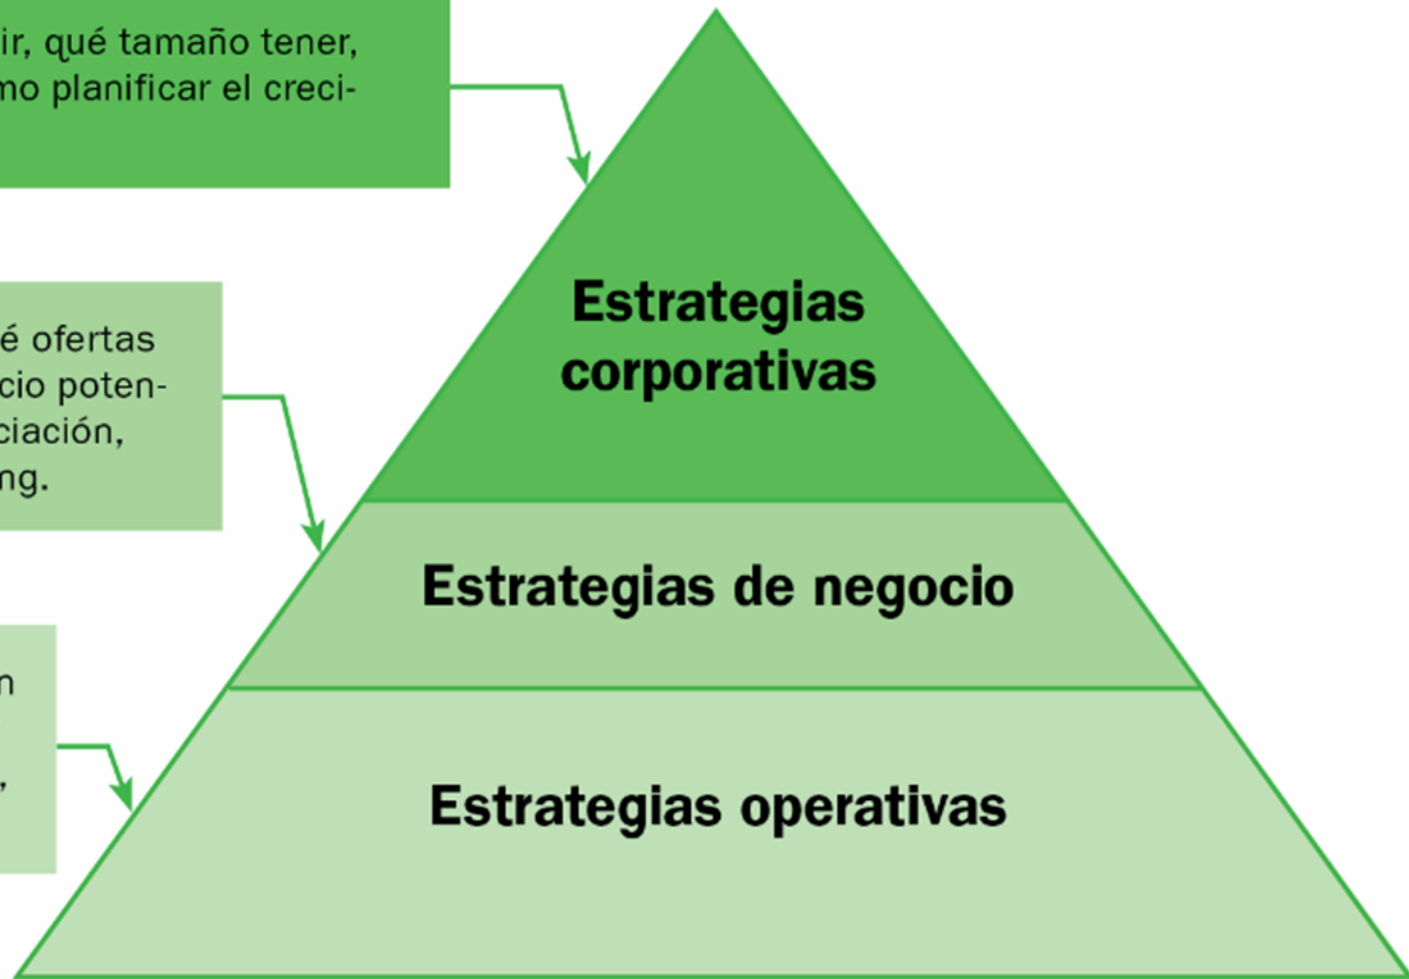 ir, qué tamaño tener,
mo planificar el creci-
é ofertas
cio poten-
ciación,
ng.
n
,
Estrategias
corporativas
Estrategias de negocio
Estrategias operativas